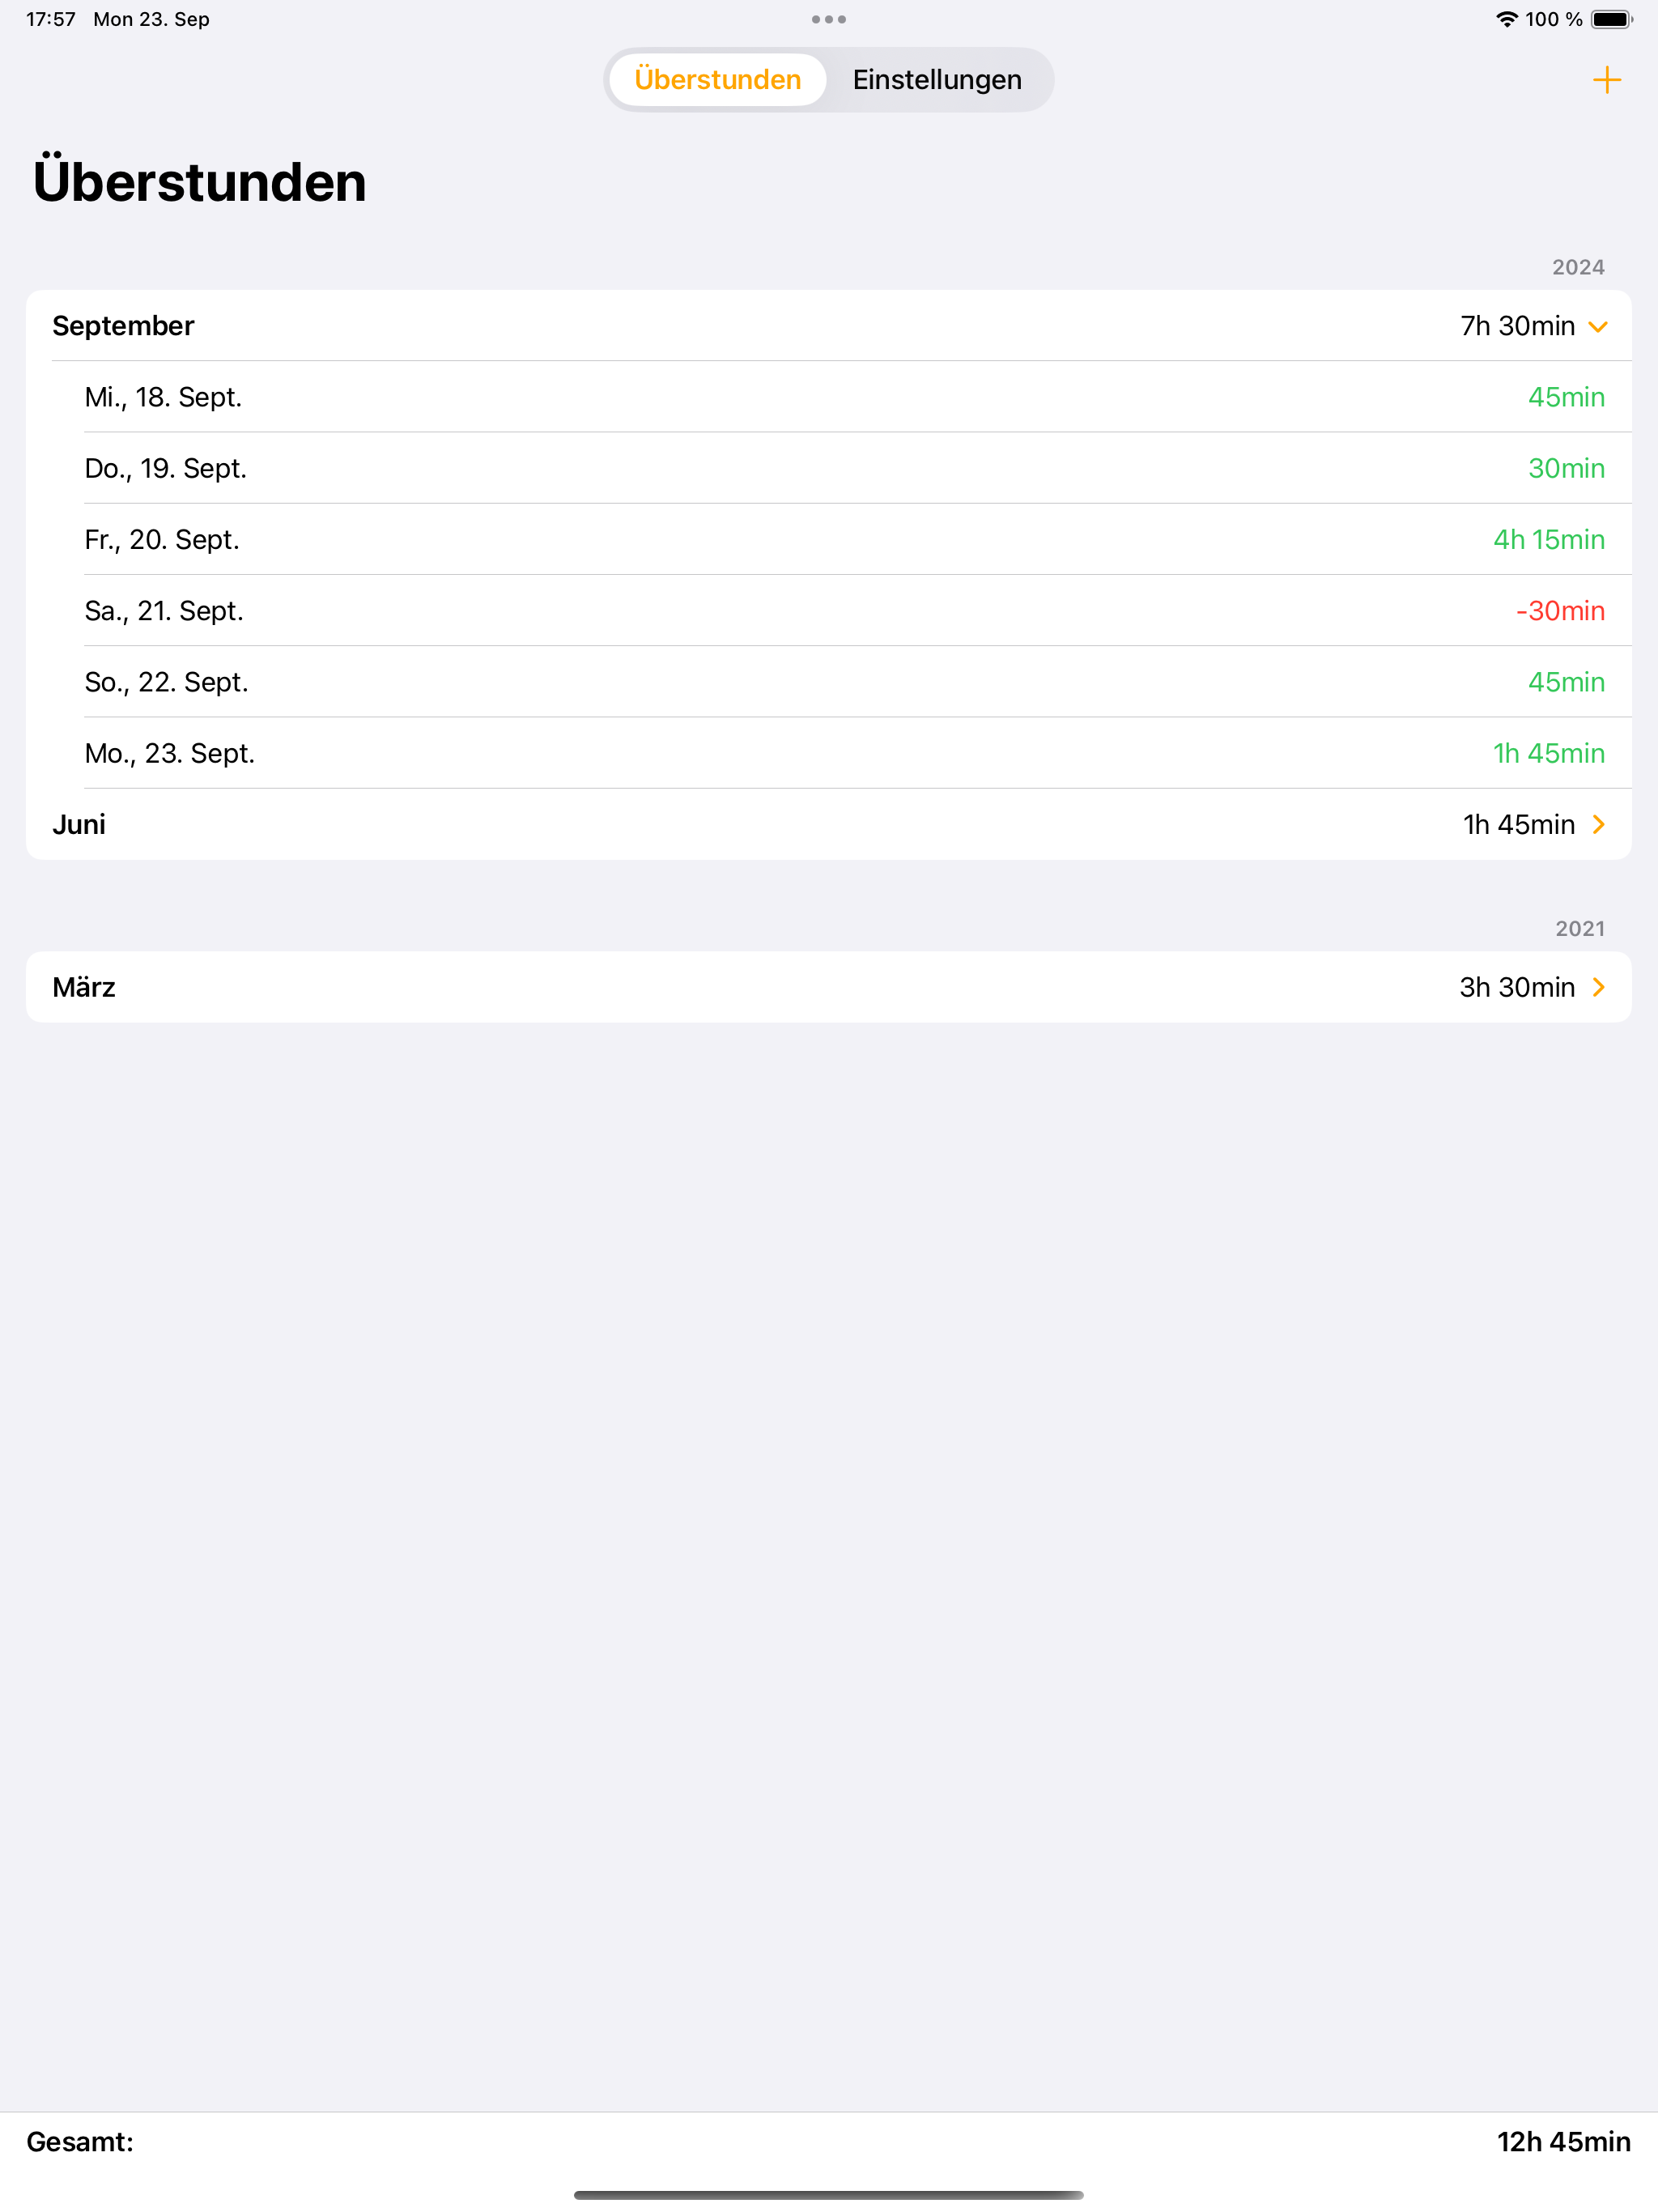 17:57 Mon 23. Sep 100 %
Überstunden Einstellungen
Überstunden
2024
September 7h 30min
Mi., 18. Sept. 45min
Do., 19. Sept. 30min
Fr., 20. Sept. 4h 15min
Sa., 21. Sept. -30min
So., 22. Sept. 45min
Mo., 23. Sept. 1h 45min
Juni 1h 45min
2021
März 3h 30min
Gesamt: 12h 45min